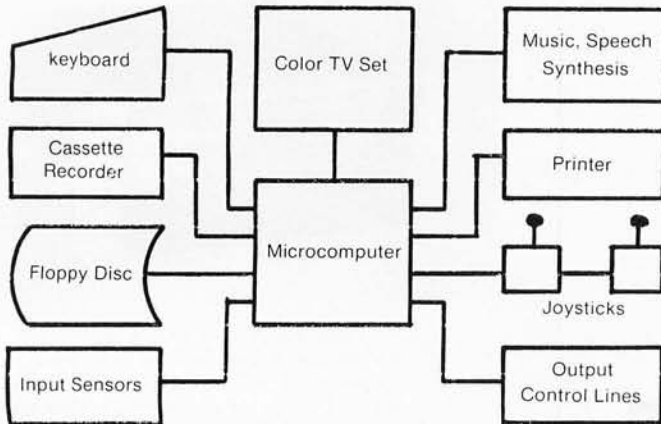 keyboard
Color TV Set
Music, Speech
Synthesis
Cassette
Recorder
Printer
Microcomputer
Floppy Disc
Joysticks
Input Sensors
Output
Control Lines